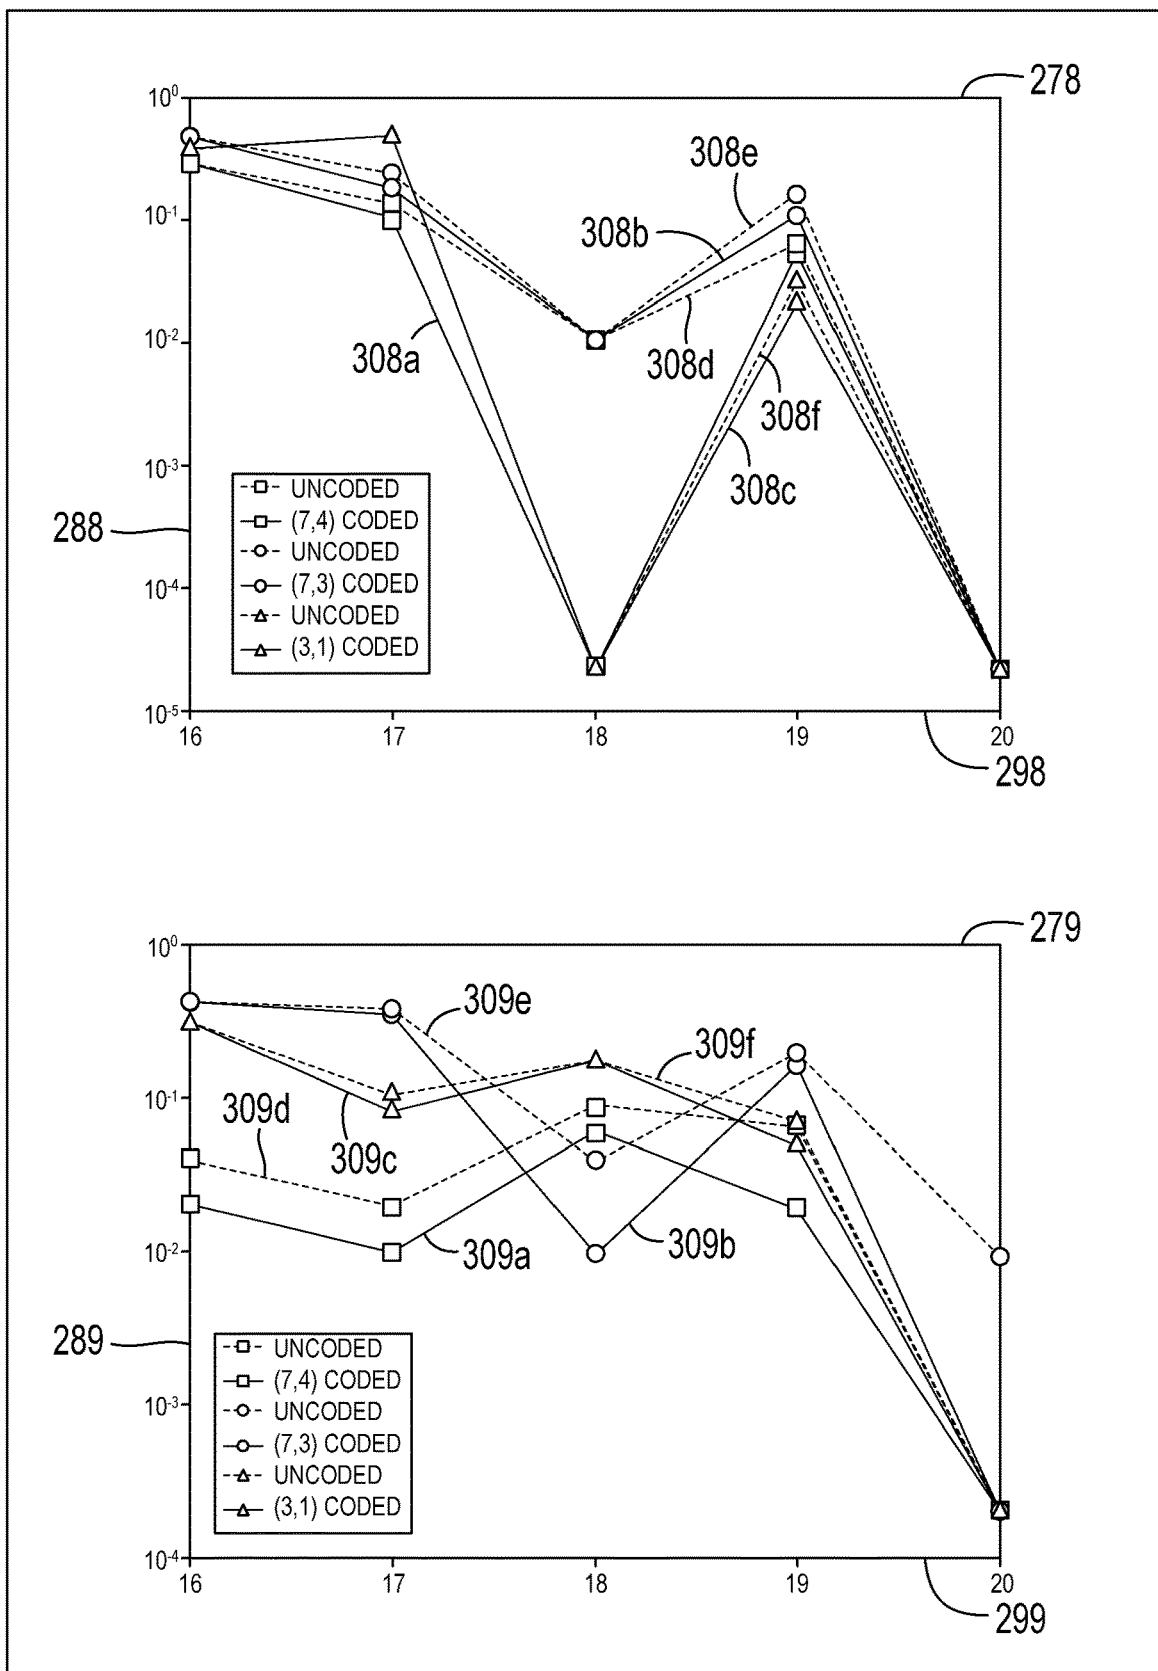 278
10⁰
308e
308b
10⁻¹
308a
308d
10⁻²
308f
308c
10⁻³
UNCODED
(7,4) CODED
288
UNCODED
(7,3) CODED
10⁻⁴
UNCODED
(3,1) CODED
10⁻⁵
16 17 18 19 20
298
279
10⁰
309e
309f
10⁻¹
309d
309c
309a
309b
10⁻²
289
UNCODED
(7,4) CODED
10⁻³
UNCODED
(7,3) CODED
UNCODED
(3,1) CODED
10⁻⁴
16 17 18 19 20
299